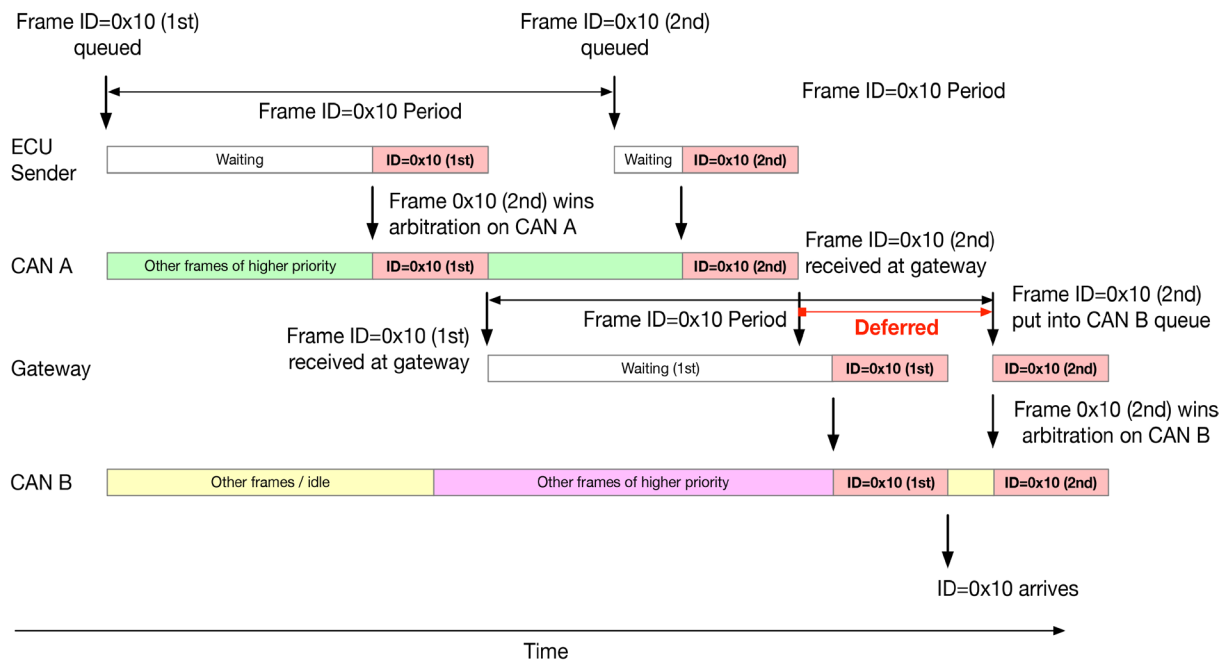 Frame ID=0x10 (1st)
queued
Frame ID=0x10 (2nd)
queued
Frame ID=0x10 Period
Frame ID=0x10 Period
ECU
Sender
Waiting
ID=0x10 (1st)
Waiting
ID=0x10 (2nd)
Frame 0x10 (2nd) wins
arbitration on CAN A
CAN A
Other frames of higher priority
ID=0x10 (1st)
ID=0x10 (2nd)
Frame ID=0x10 (2nd)
received at gateway
Frame ID=0x10 (1st)
received at gateway
Frame ID=0x10 Period
Deferred
Frame ID=0x10 (2nd)
put into CAN B queue
Gateway
Waiting (1st)
ID=0x10 (1st)
ID=0x10 (2nd)
Frame 0x10 (2nd) wins
arbitration on CAN B
CAN B
Other frames / idle
Other frames of higher priority
ID=0x10 (1st)
ID=0x10 (2nd)
ID=0x10 arrives
Time